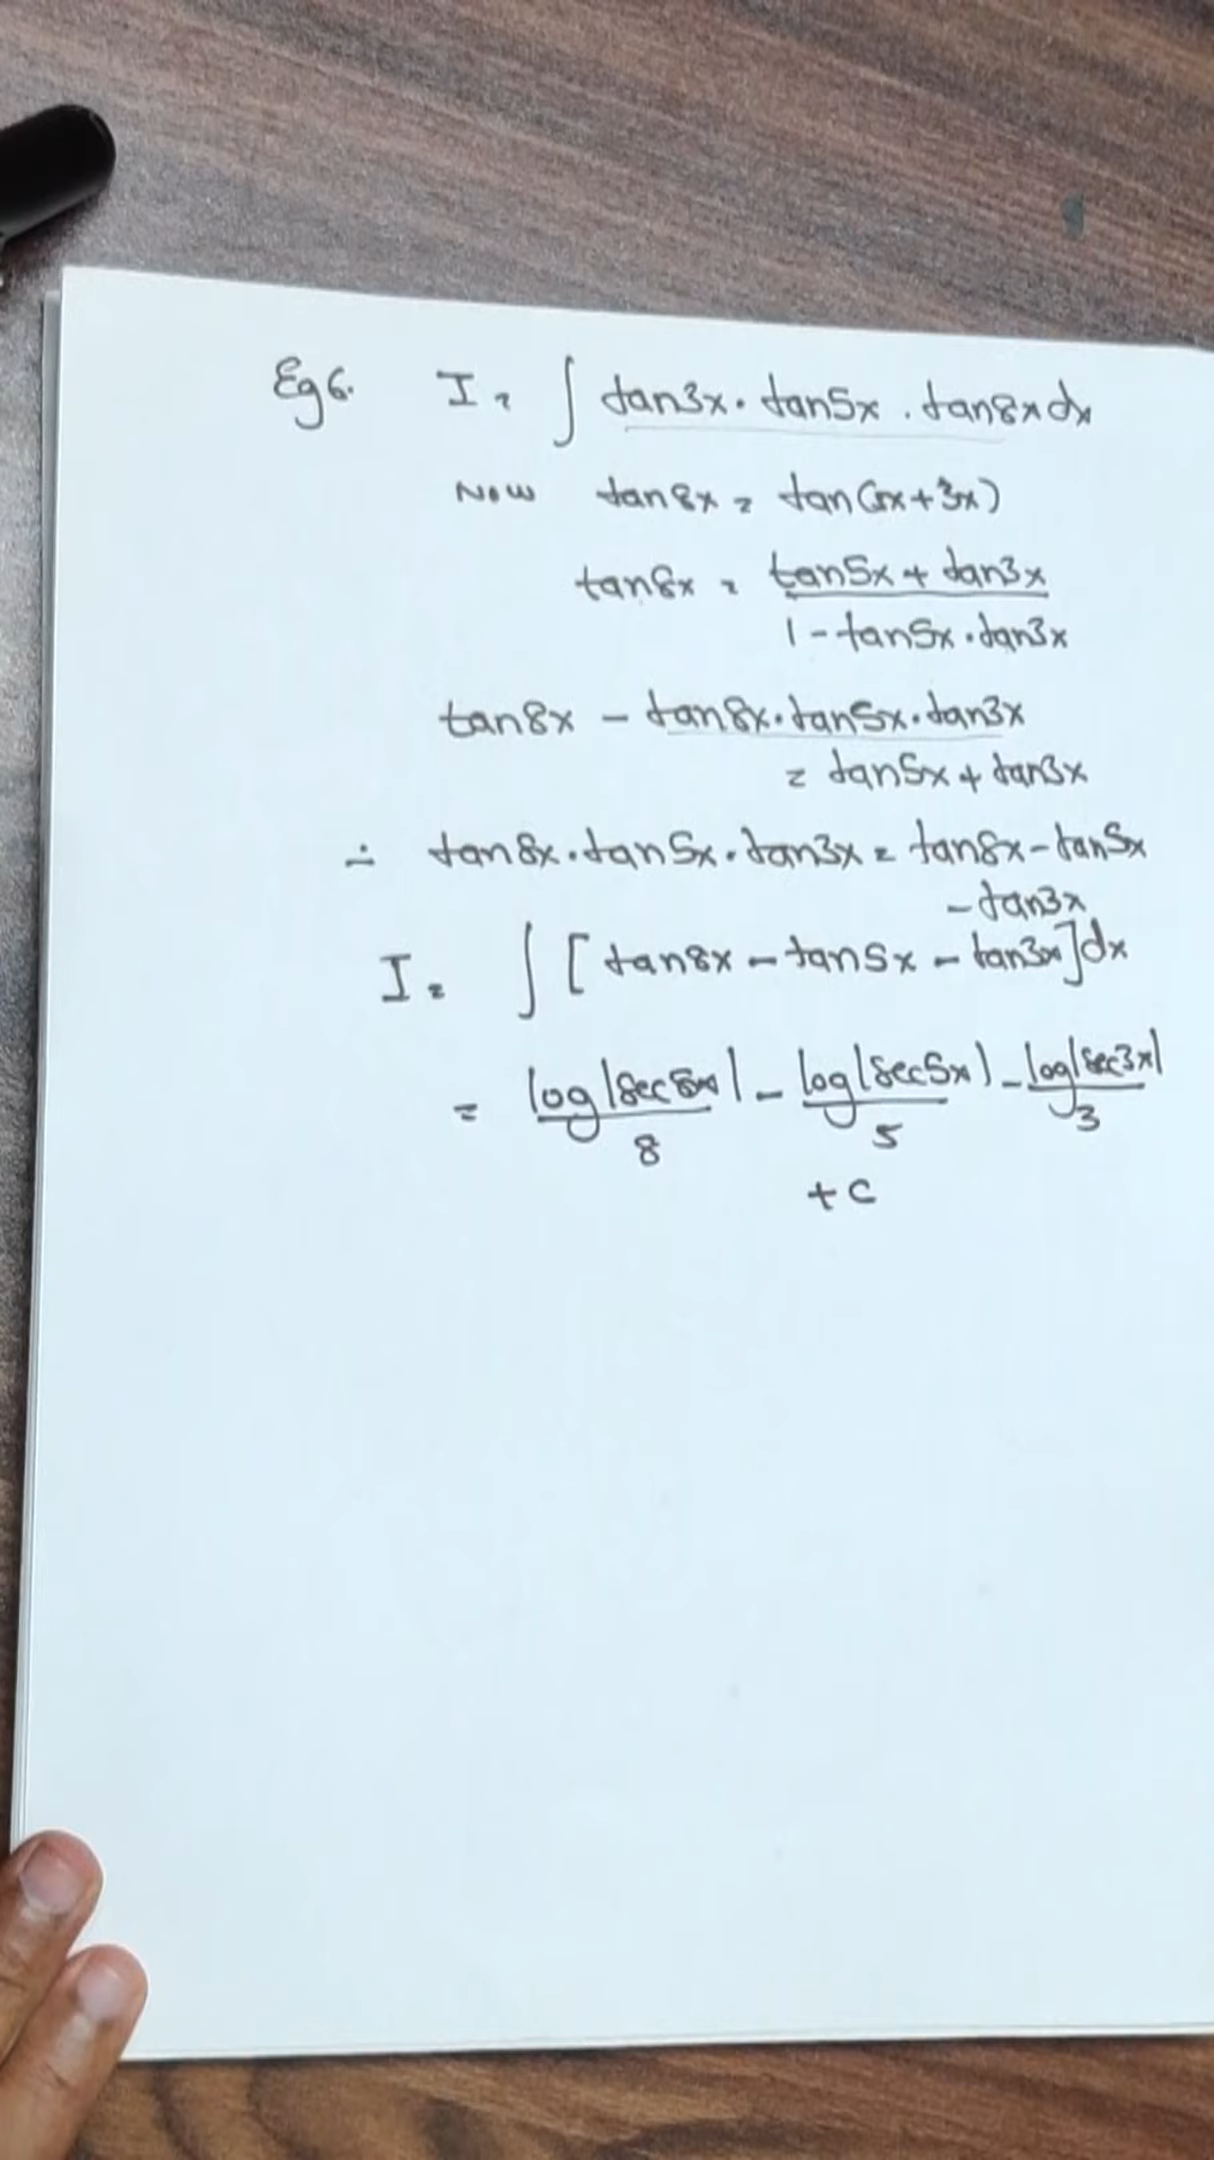 Eg 6. I = ∫ tan3x · tan5x · tan8x dx
Now tan8x = tan(5x+3x)
tan8x = tan5x + tan3x
1 - tan5x · tan3x
tan8x - tan8x · tan5x · tan3x
= tan5x + tan3x
∴ tan8x · tan5x · tan3x = tan8x - tan5x
- tan3x
I = ∫ [ tan8x - tan5x - tan3x ] dx
= log|sec8x| - log|sec5x| - log|sec3x|
8 5 3
+ c